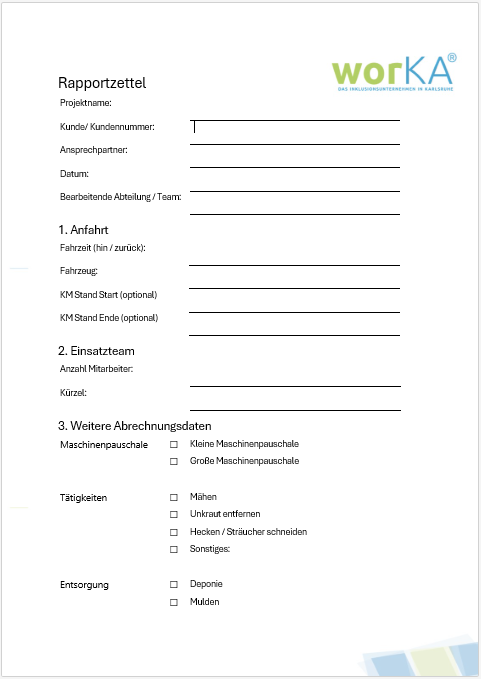 worKA®
DAS INKLUSIONSUNTERNEHMEN IN KARLSRUHE
Rapportzettel
Projektname:
Kunde/ Kundennummer:
Ansprechpartner:
Datum:
Bearbeitende Abteilung / Team:
1. Anfahrt
Fahrzeit (hin / zurück):
Fahrzeug:
KM Stand Start (optional)
KM Stand Ende (optional)
2. Einsatzteam
Anzahl Mitarbeiter:
Kürzel:
3. Weitere Abrechnungsdaten
Maschinenpauschale ☐ Kleine Maschinenpauschale
☐ Große Maschinenpauschale
Tätigkeiten ☐ Mähen
☐ Unkraut entfernen
☐ Hecken / Sträucher schneiden
☐ Sonstiges:
Entsorgung ☐ Deponie
☐ Mulden